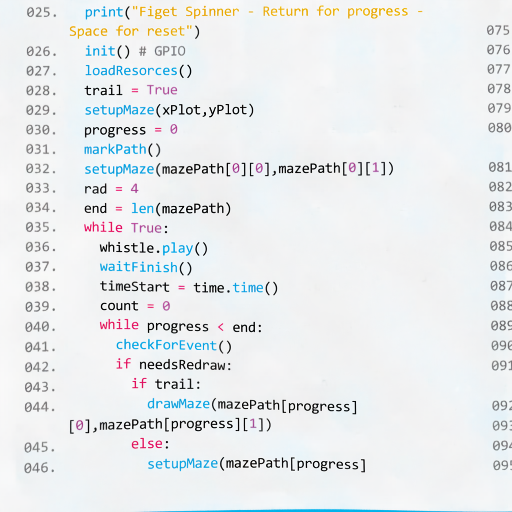 025. print("Figet Spinner - Return for progress -
Space for reset")
026. init() # GPIO
027. loadResorces()
028. trail = True
029. setupMaze(xPlot,yPlot)
030. progress = 0
031. markPath()
032. setupMaze(mazePath[0][0],mazePath[0][1])
033. rad = 4
034. end = len(mazePath)
035. while True:
036. whistle.play()
037. waitFinish()
038. timeStart = time.time()
039. count = 0
040. while progress < end:
041. checkForEvent()
042. if needsRedraw:
043. if trail:
044. drawMaze(mazePath[progress]
[0],mazePath[progress][1])
045. else:
046. setupMaze(mazePath[progress]
075
076
077
078
079
080
081
082
083
084
085
086
087
088
089
090
091
092
093
094
095